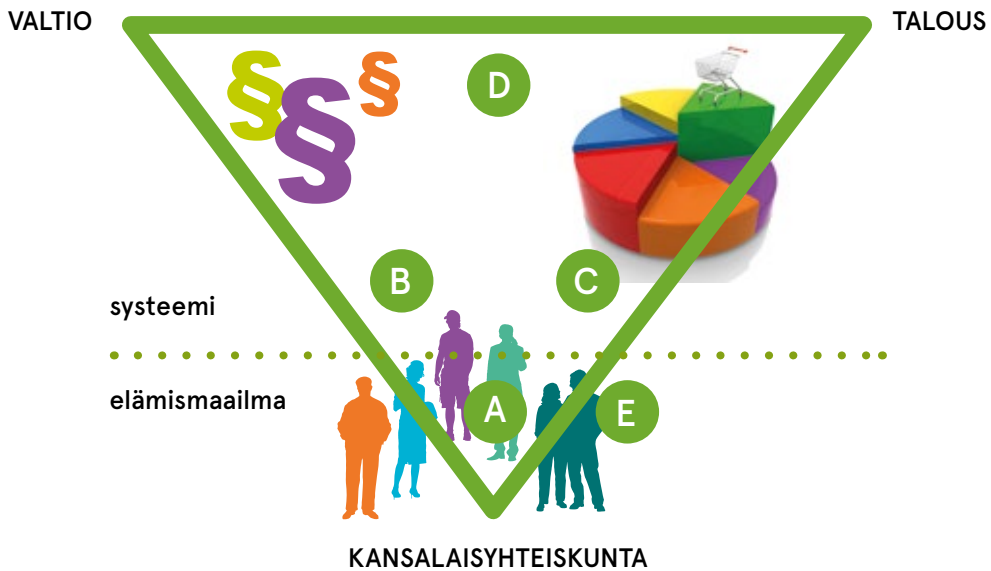 VALTIO
TALOUS
§ § §
D
B
C
systeemi
elämismaailma
A
E
KANSALAISYHTEISKUNTA